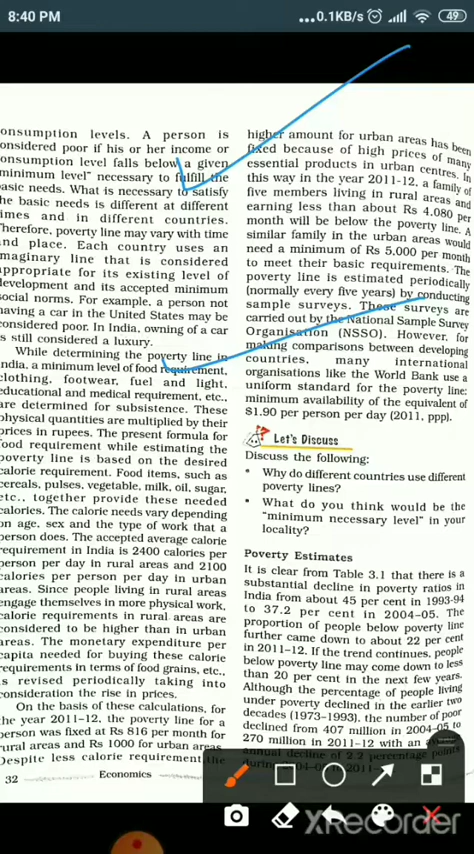 8:40 PM
...0.1KB/s
49
onsumption levels. A person is
onsidered poor if his or her income or
onsumption level falls below a given
minimum level" necessary to fulfill the
basic needs. What is necessary to satisfy
he basic needs is different at different
imes and in different countries.
herefore, poverty line may vary with time
and place. Each country uses an
maginary line that is considered
appropriate for its existing level of
development and its accepted minimum
social norms. For example, a person not
having a car in the United States may be
considered poor. In India, owning of a car
s still considered a luxury.
While determining the poverty line in
ndia, a minimum level of food requirement,
clothing, footwear, fuel and light,
educational and medical requirement, etc.,
are determined for subsistence. These
physical quantities are multiplied by their
prices in rupees. The present formula for
food requirement while estimating the
poverty line is based on the desired
calorie requirement. Food items, such as
cereals, pulses, vegetable, milk, oil, sugar,
etc., together provide these needed
calories. The calorie needs vary depending
on age, sex and the type of work that a
person does. The accepted average calorie
requirement in India is 2400 calories per
person per day in rural areas and 2100
calories per person per day in urban
areas. Since people living in rural areas
engage themselves in more physical work,
calorie requirements in rural areas are
considered to be higher than in urban
areas. The monetary expenditure per
capita needed for buying these calorie
requirements in terms of food grains, etc.,
is revised periodically taking into
consideration the rise in prices.
On the basis of these calculations, for
the year 2011-12, the poverty line for a
person was fixed at Rs 816 per month for
rural areas and Rs 1000 for urban areas.
Despite less calorie requirement, the
32 Economics
higher amount for urban areas has been
fixed because of high prices of many
essential products in urban centres. In
this way in the year 2011-12, a family of
five members living in rural areas and
earning less than about Rs 4,080 per
month will be below the poverty line. A
similar family in the urban areas would
need a minimum of Rs 5,000 per month
to meet their basic requirements. The
poverty line is estimated periodically
(normally every five years) by conducting
sample surveys. These surveys are
carried out by the National Sample Survey
Organisation (NSSO). However, for
making comparisons between developing
countries, many international
organisations like the World Bank use a
uniform standard for the poverty line:
minimum availability of the equivalent of
$1.90 per person per day (2011, ppp).
Let's Discuss
Discuss the following:
• Why do different countries use different
poverty lines?
• What do you think would be the
"minimum necessary level" in your
locality?
Poverty Estimates
It is clear from Table 3.1 that there is a
substantial decline in poverty ratios in
India from about 45 per cent in 1993-94
to 37.2 per cent in 2004-05. The
proportion of people below poverty line
further came down to about 22 per cent
in 2011-12. If the trend continues, people
below poverty line may come down to less
than 20 per cent in the next few years.
Although the percentage of people living
under poverty declined in the earlier two
decades (1973-1993), the number of poor
declined from 407 million in 2004-05 to
270 million in 2011-12 with an
annual decline of 2.2 percentage points
XRecorder